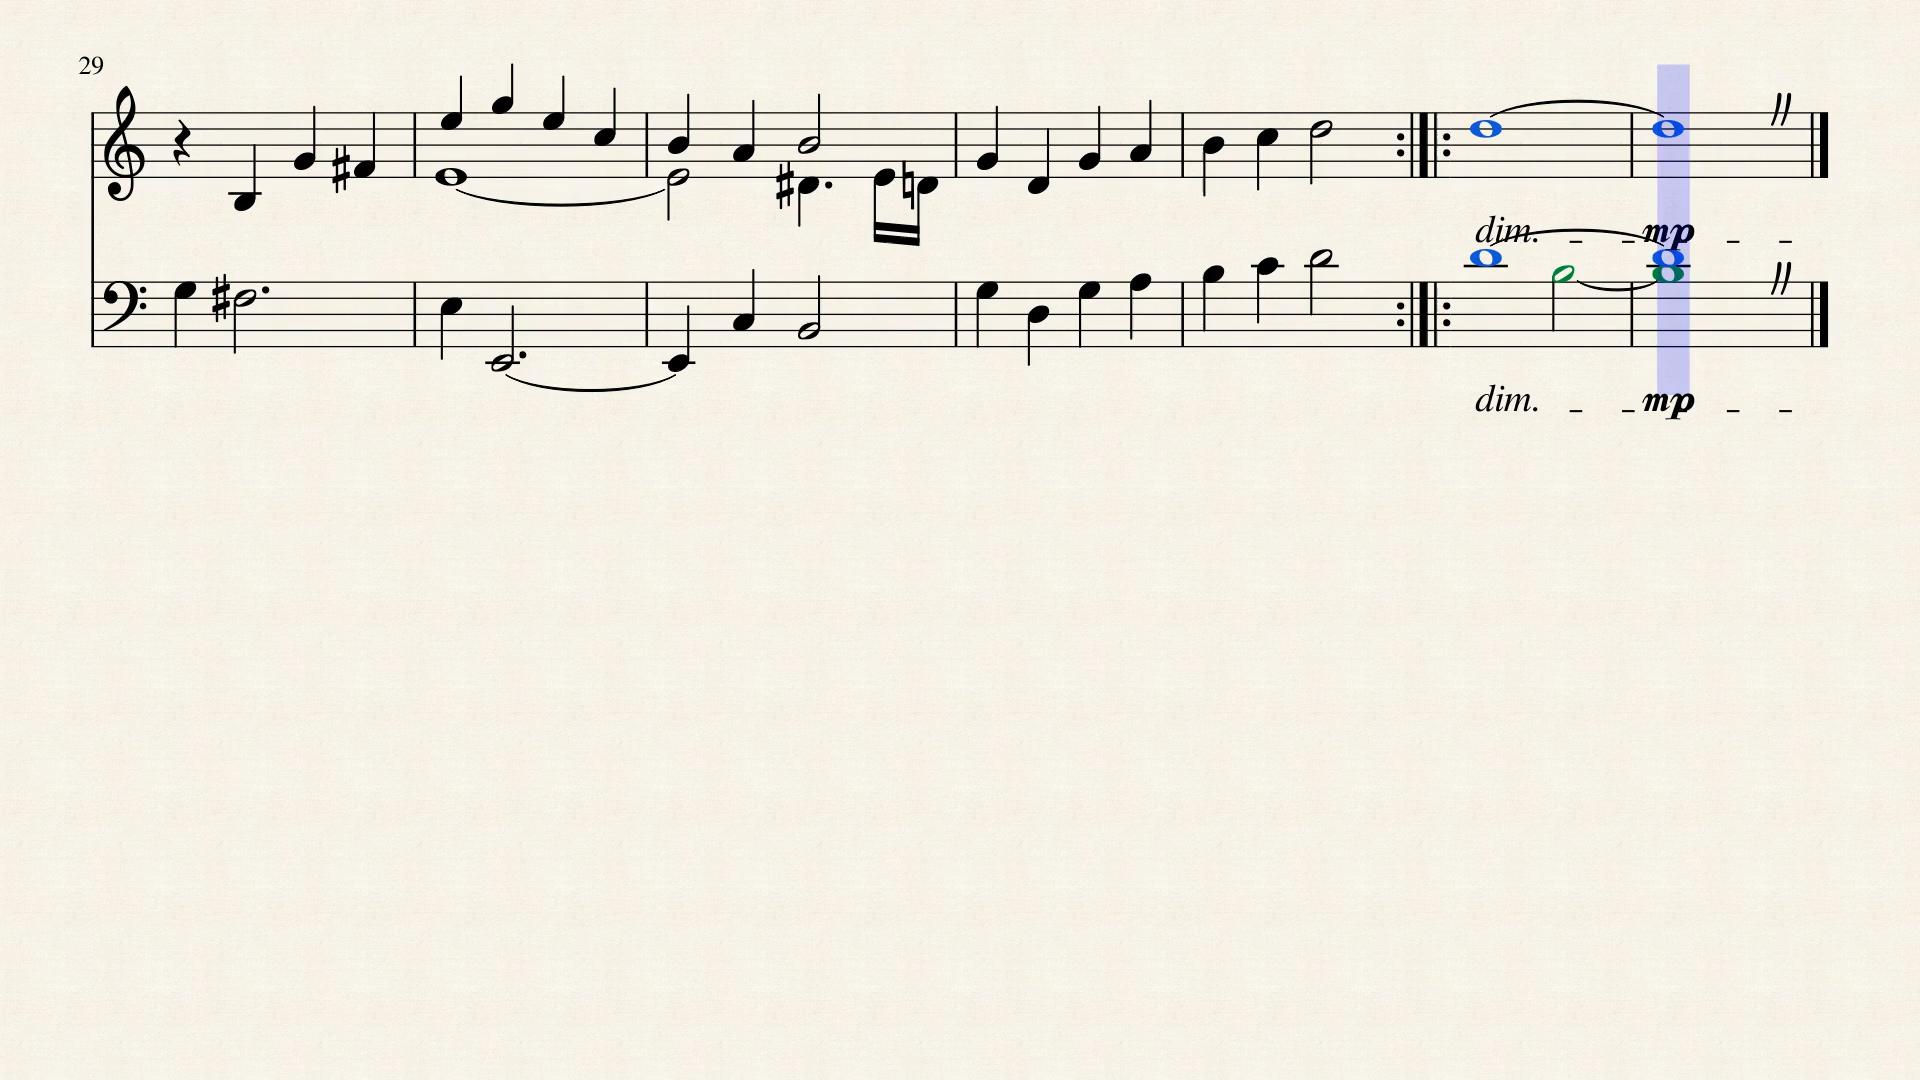 29
dim. _ _ mp _ _
dim. _ _ mp _ _